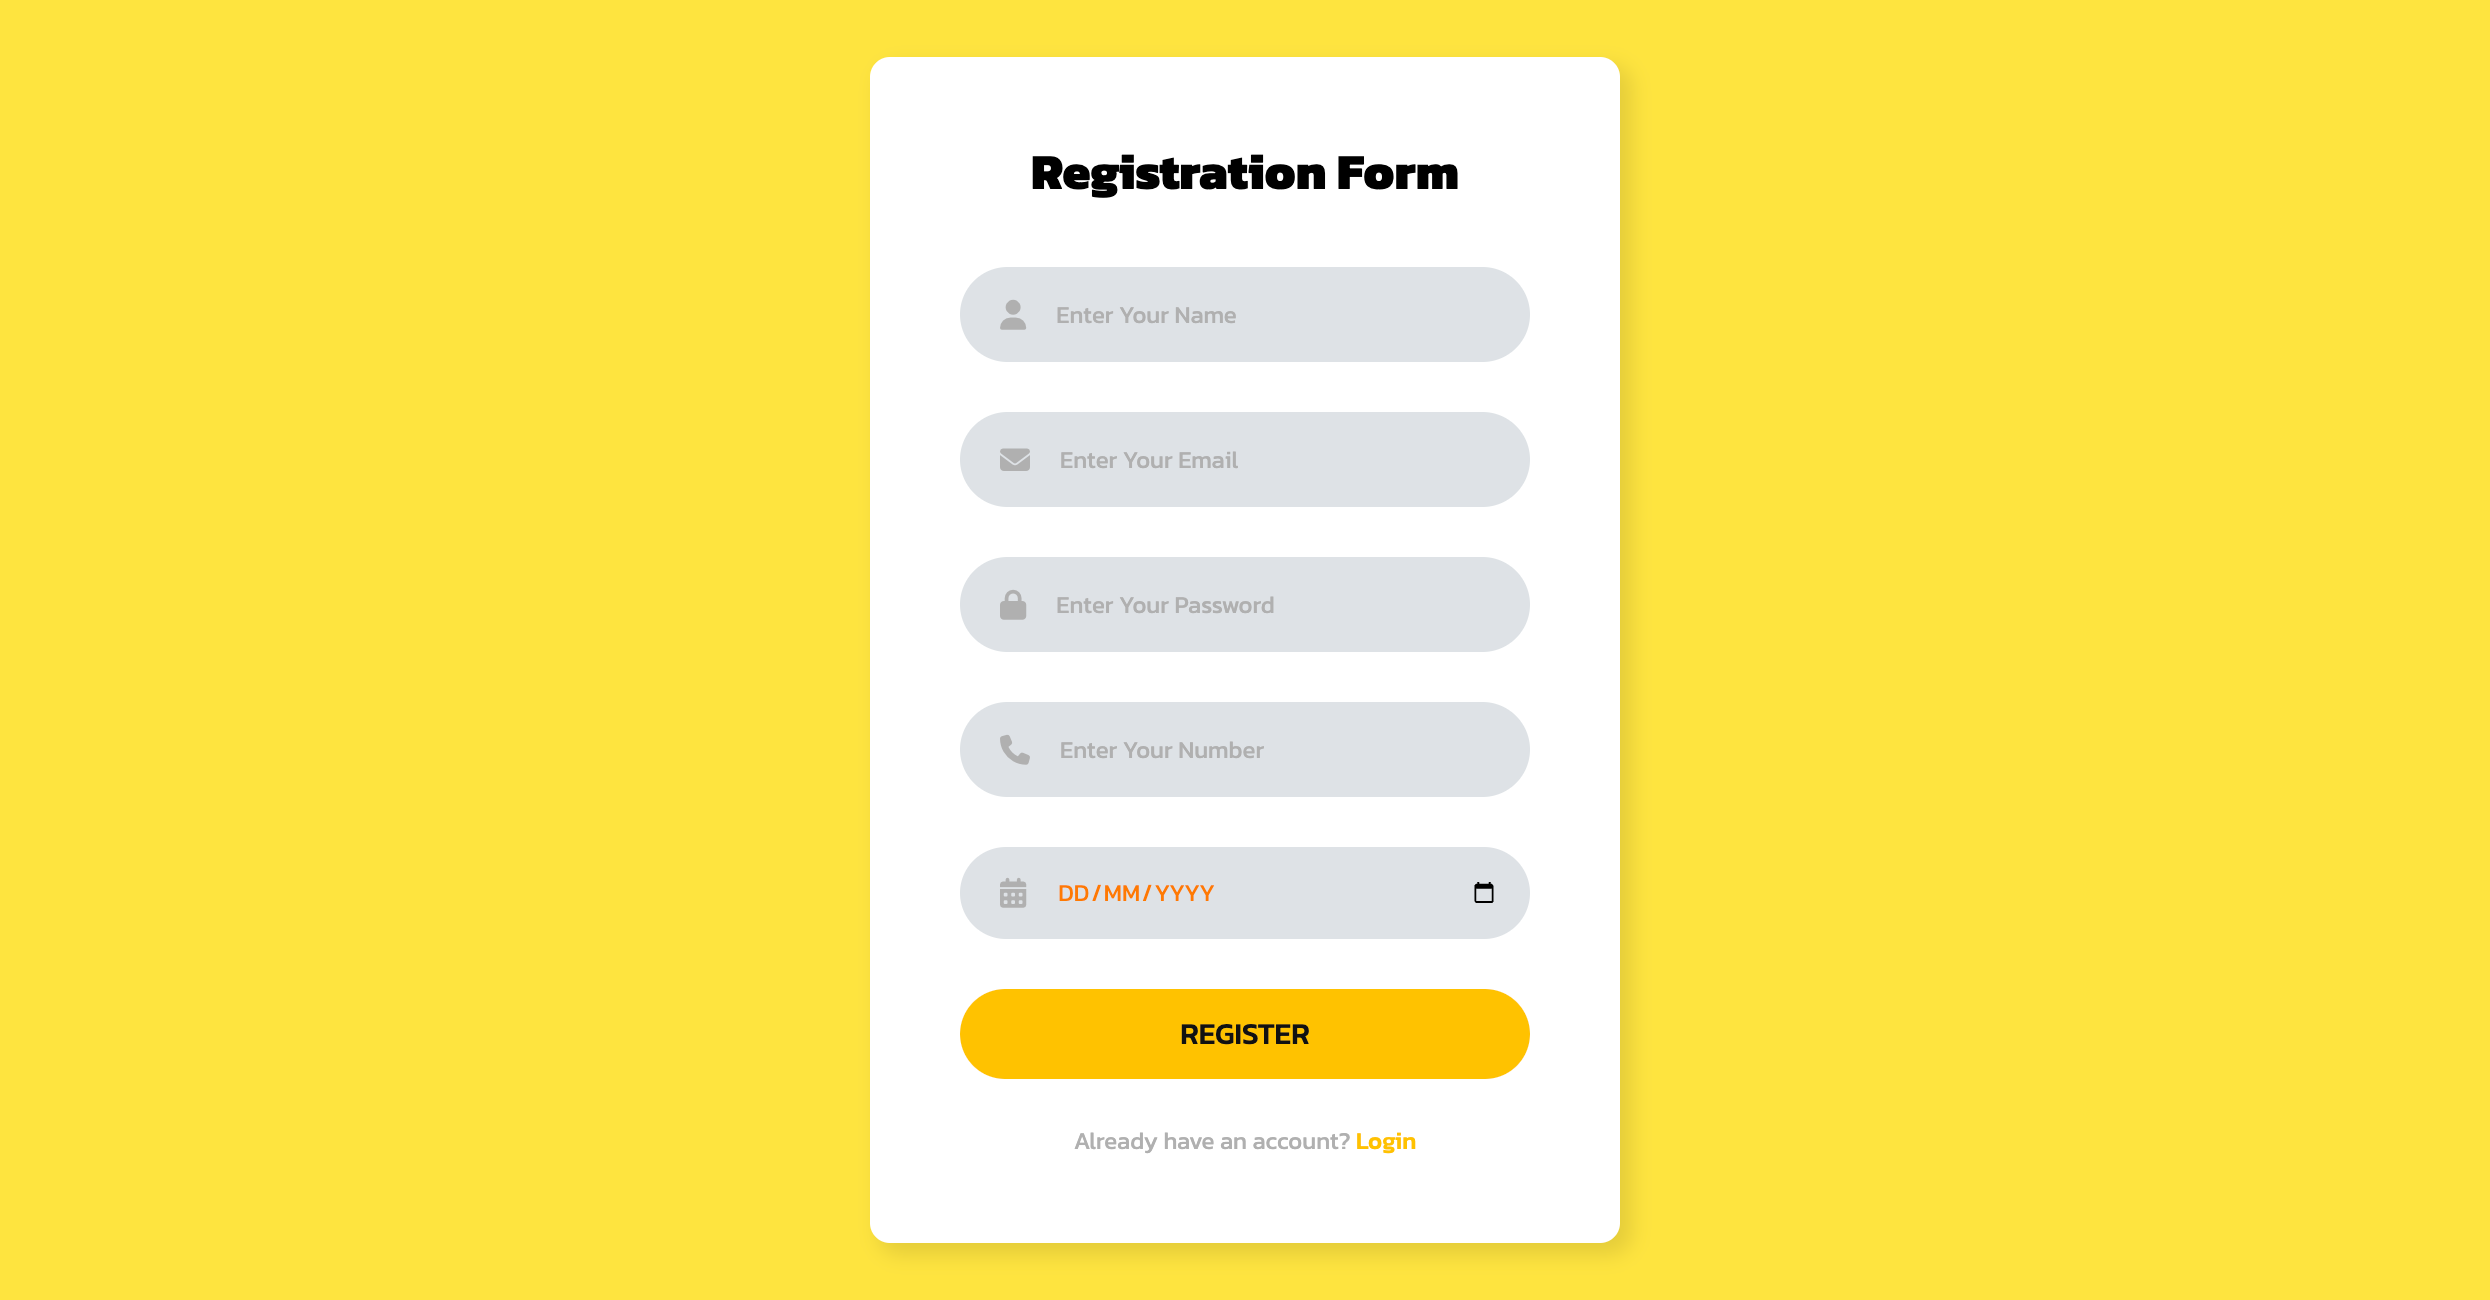 Registration Form
Enter Your Name
Enter Your Email
Enter Your Password
Enter Your Number
DD/MM/YYYY
REGISTER
Already have an account? Login